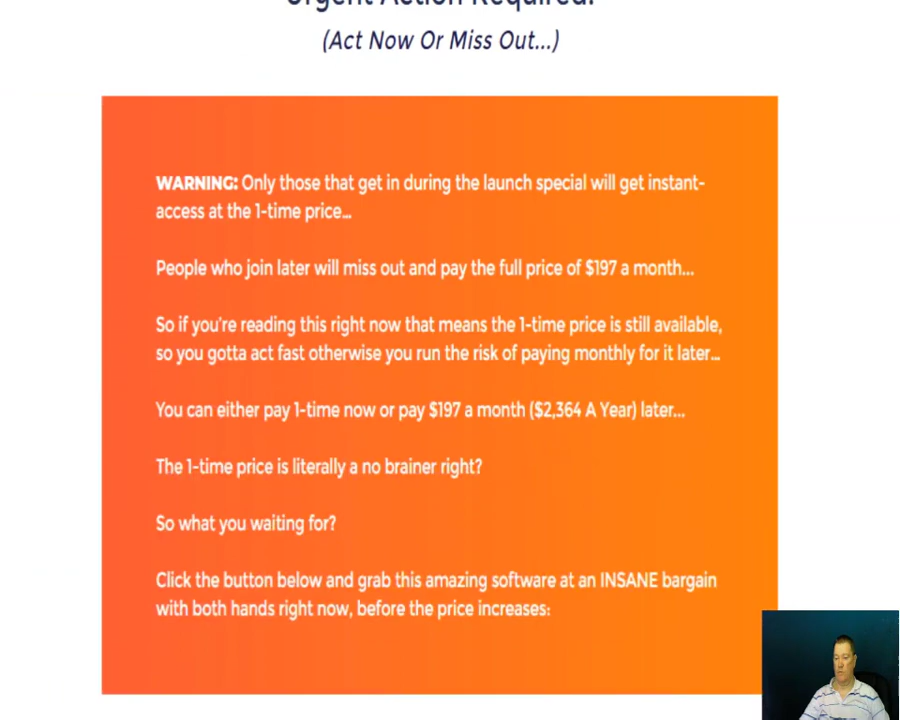 Urgent Action Required!
(Act Now Or Miss Out...)
WARNING: Only those that get in during the launch special will get instant-
access at the 1-time price...
People who join later will miss out and pay the full price of $197 a month...
So if you're reading this right now that means the 1-time price is still available,
so you gotta act fast otherwise you run the risk of paying monthly for it later...
You can either pay 1-time now or pay $197 a month ($2,364 A Year) later...
The 1-time price is literally a no brainer right?
So what you waiting for?
Click the button below and grab this amazing software at an INSANE bargain
with both hands right now, before the price increases: